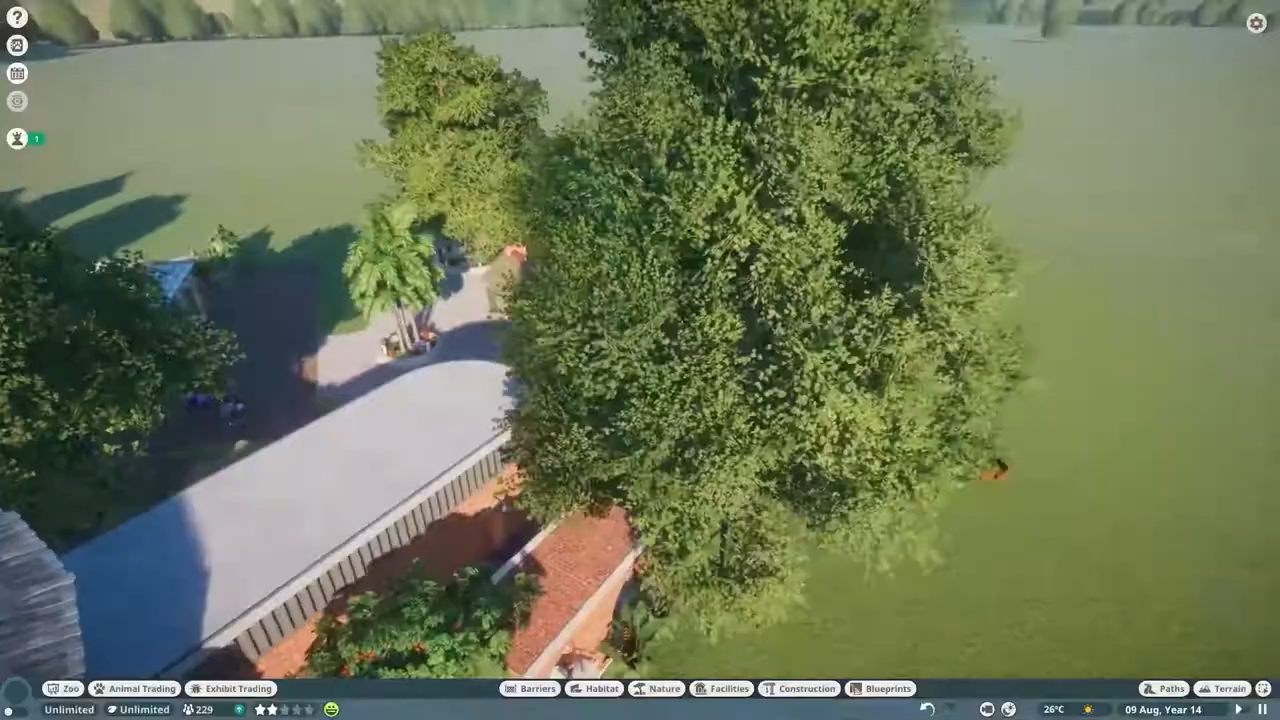 ?
1
Zoo Animal Trading Exhibit Trading Barriers Habitat Nature Facilities Construction Blueprints Paths Terrain
Unlimited Unlimited 229 26°C 09 Aug, Year 14